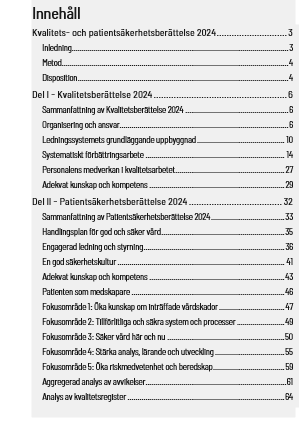 Innehåll
Kvalitets- och patientsäkerhetsberättelse 2024 3
Inledning 3
Metod 4
Disposition 4
Del I - Kvalitetsberättelse 2024 6
Sammanfattning av Kvalitetsberättelse 2024 6
Organisering och ansvar 6
Ledningssystemets grundläggande uppbyggnad 10
Systematiskt förbättringsarbete 14
Personalens medverkan i kvalitetsarbetet 27
Adekvat kunskap och kompetens 29
Del II - Patientsäkerhetsberättelse 2024 32
Sammanfattning av Patientsäkerhetsberättelse 2024 33
Handlingsplan för god och säker vård 35
Engagerad ledning och styrning 36
En god säkerhetskultur 41
Adekvat kunskap och kompetens 43
Patienten som medskapare 46
Fokusområde 1: Öka kunskap om inträffade vårdskador 47
Fokusområde 2: Tillförlitliga och säkra system och processer 49
Fokusområde 3: Säker vård här och nu 50
Fokusområde 4: Stärka analys, lärande och utveckling 55
Fokusområde 5: Öka riskmedvetenhet och beredskap 59
Aggregerad analys av avvikelser 61
Analys av kvalitetsregister 64